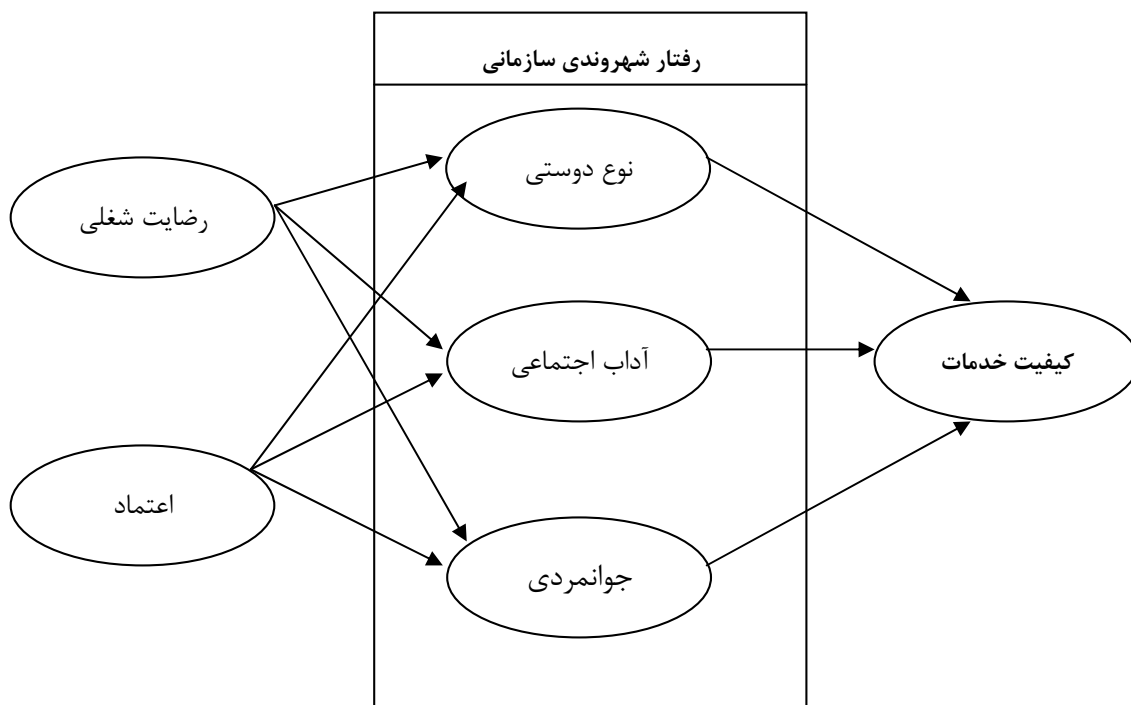 رفتار شهروندی سازمانی
نوع دوستی
رضایت شغلی
آداب اجتماعی
کیفیت خدمات
اعتماد
جوانمردی